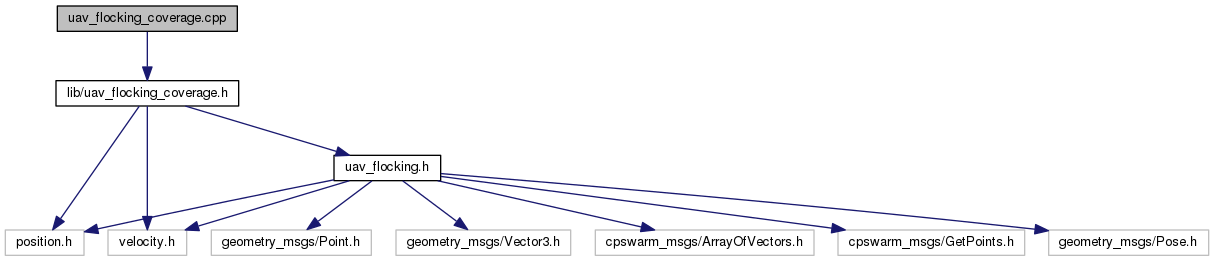 uav_flocking_coverage.cpp
lib/uav_flocking_coverage.h
uav_flocking.h
position.h
velocity.h
geometry_msgs/Point.h
geometry_msgs/Vector3.h
cpswarm_msgs/ArrayOfVectors.h
cpswarm_msgs/GetPoints.h
geometry_msgs/Pose.h